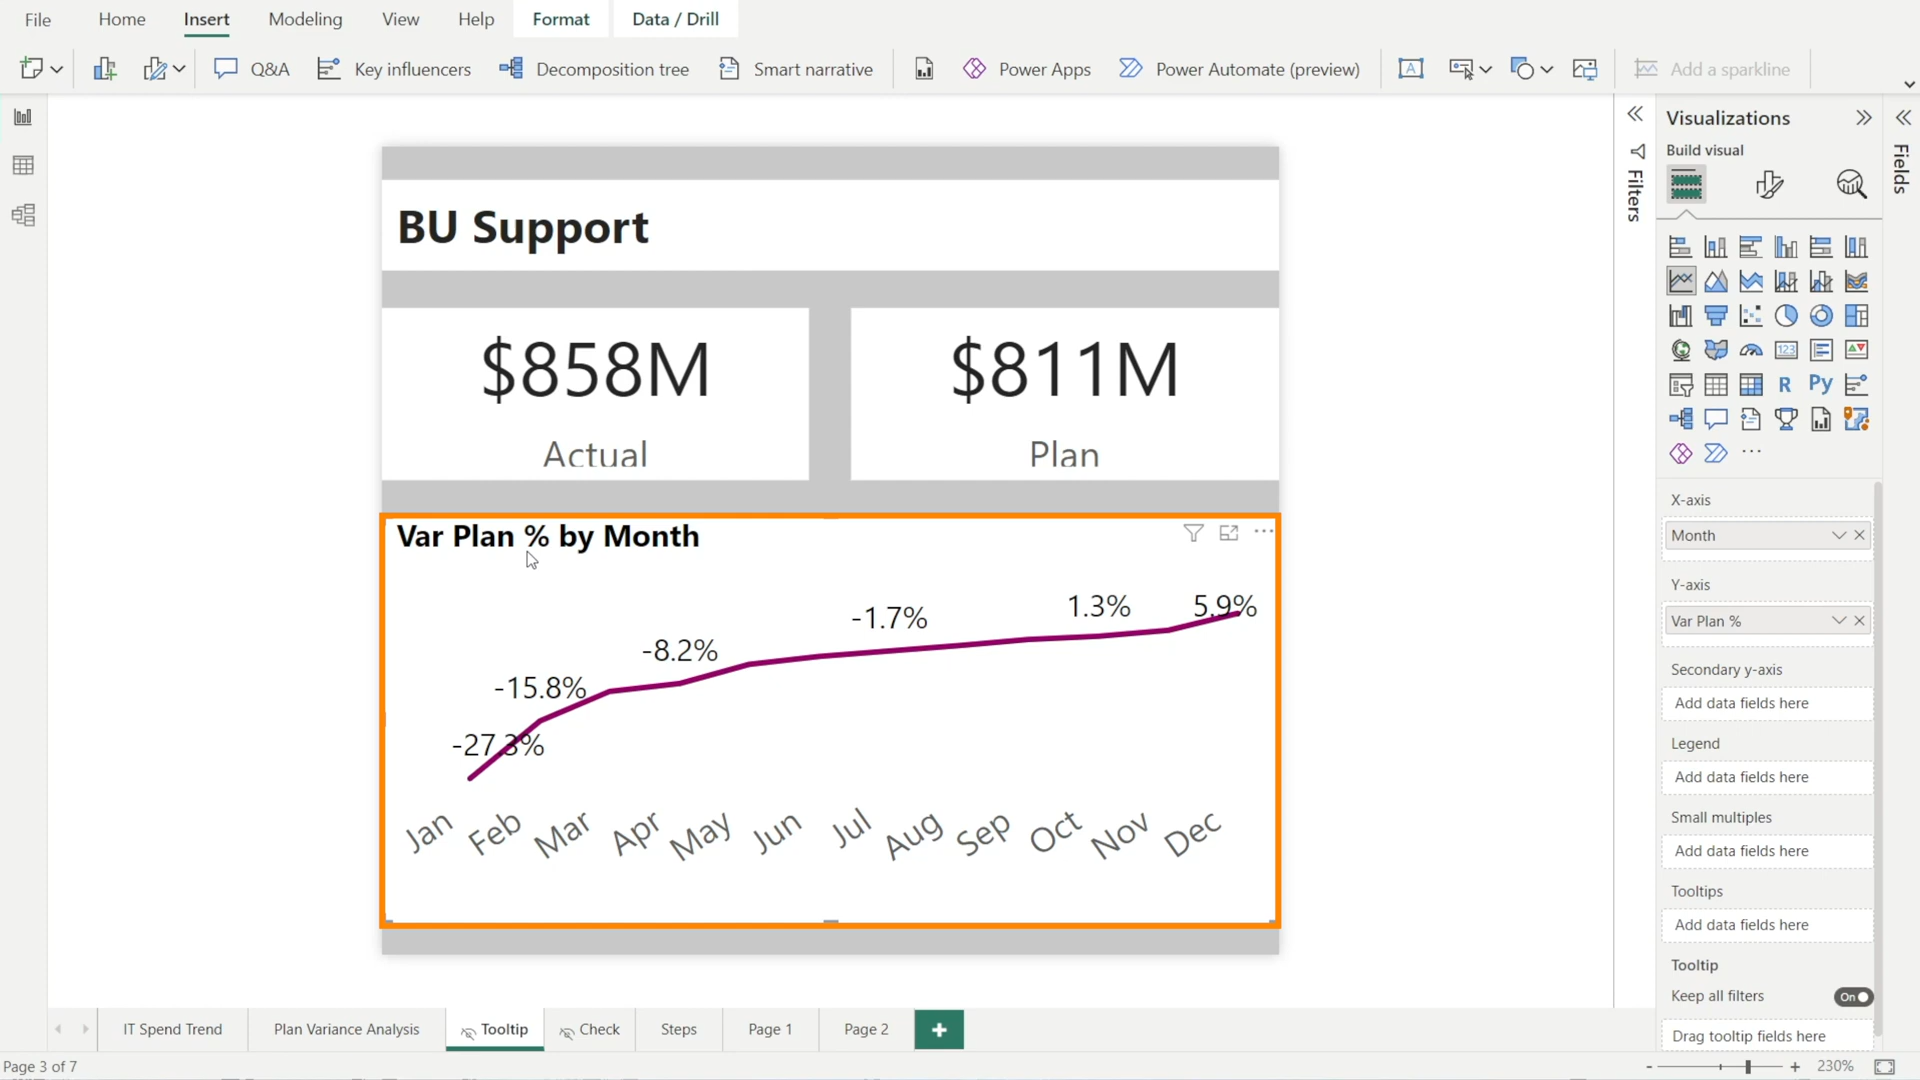 File Home Insert Modeling View Help Format Data / Drill
Q&A Key influencers Decomposition tree Smart narrative Power Apps Power Automate (preview) A Add a sparkline
Visualizations
Build visual
Filters
Fields
BU Support
$858M
Actual
$811M
Plan
Var Plan % by Month
-27.3%
-15.8%
-8.2%
-1.7%
1.3%
5.9%
Jan Feb Mar Apr May Jun Jul Aug Sep Oct Nov Dec
123
R Py
X-axis
Month
Y-axis
Var Plan %
Secondary y-axis
Add data fields here
Legend
Add data fields here
Small multiples
Add data fields here
Tooltips
Add data fields here
Tooltip
Keep all filters On
Drag tooltip fields here
IT Spend Trend Plan Variance Analysis Tooltip Check Steps Page 1 Page 2
Page 3 of 7
- + 230%